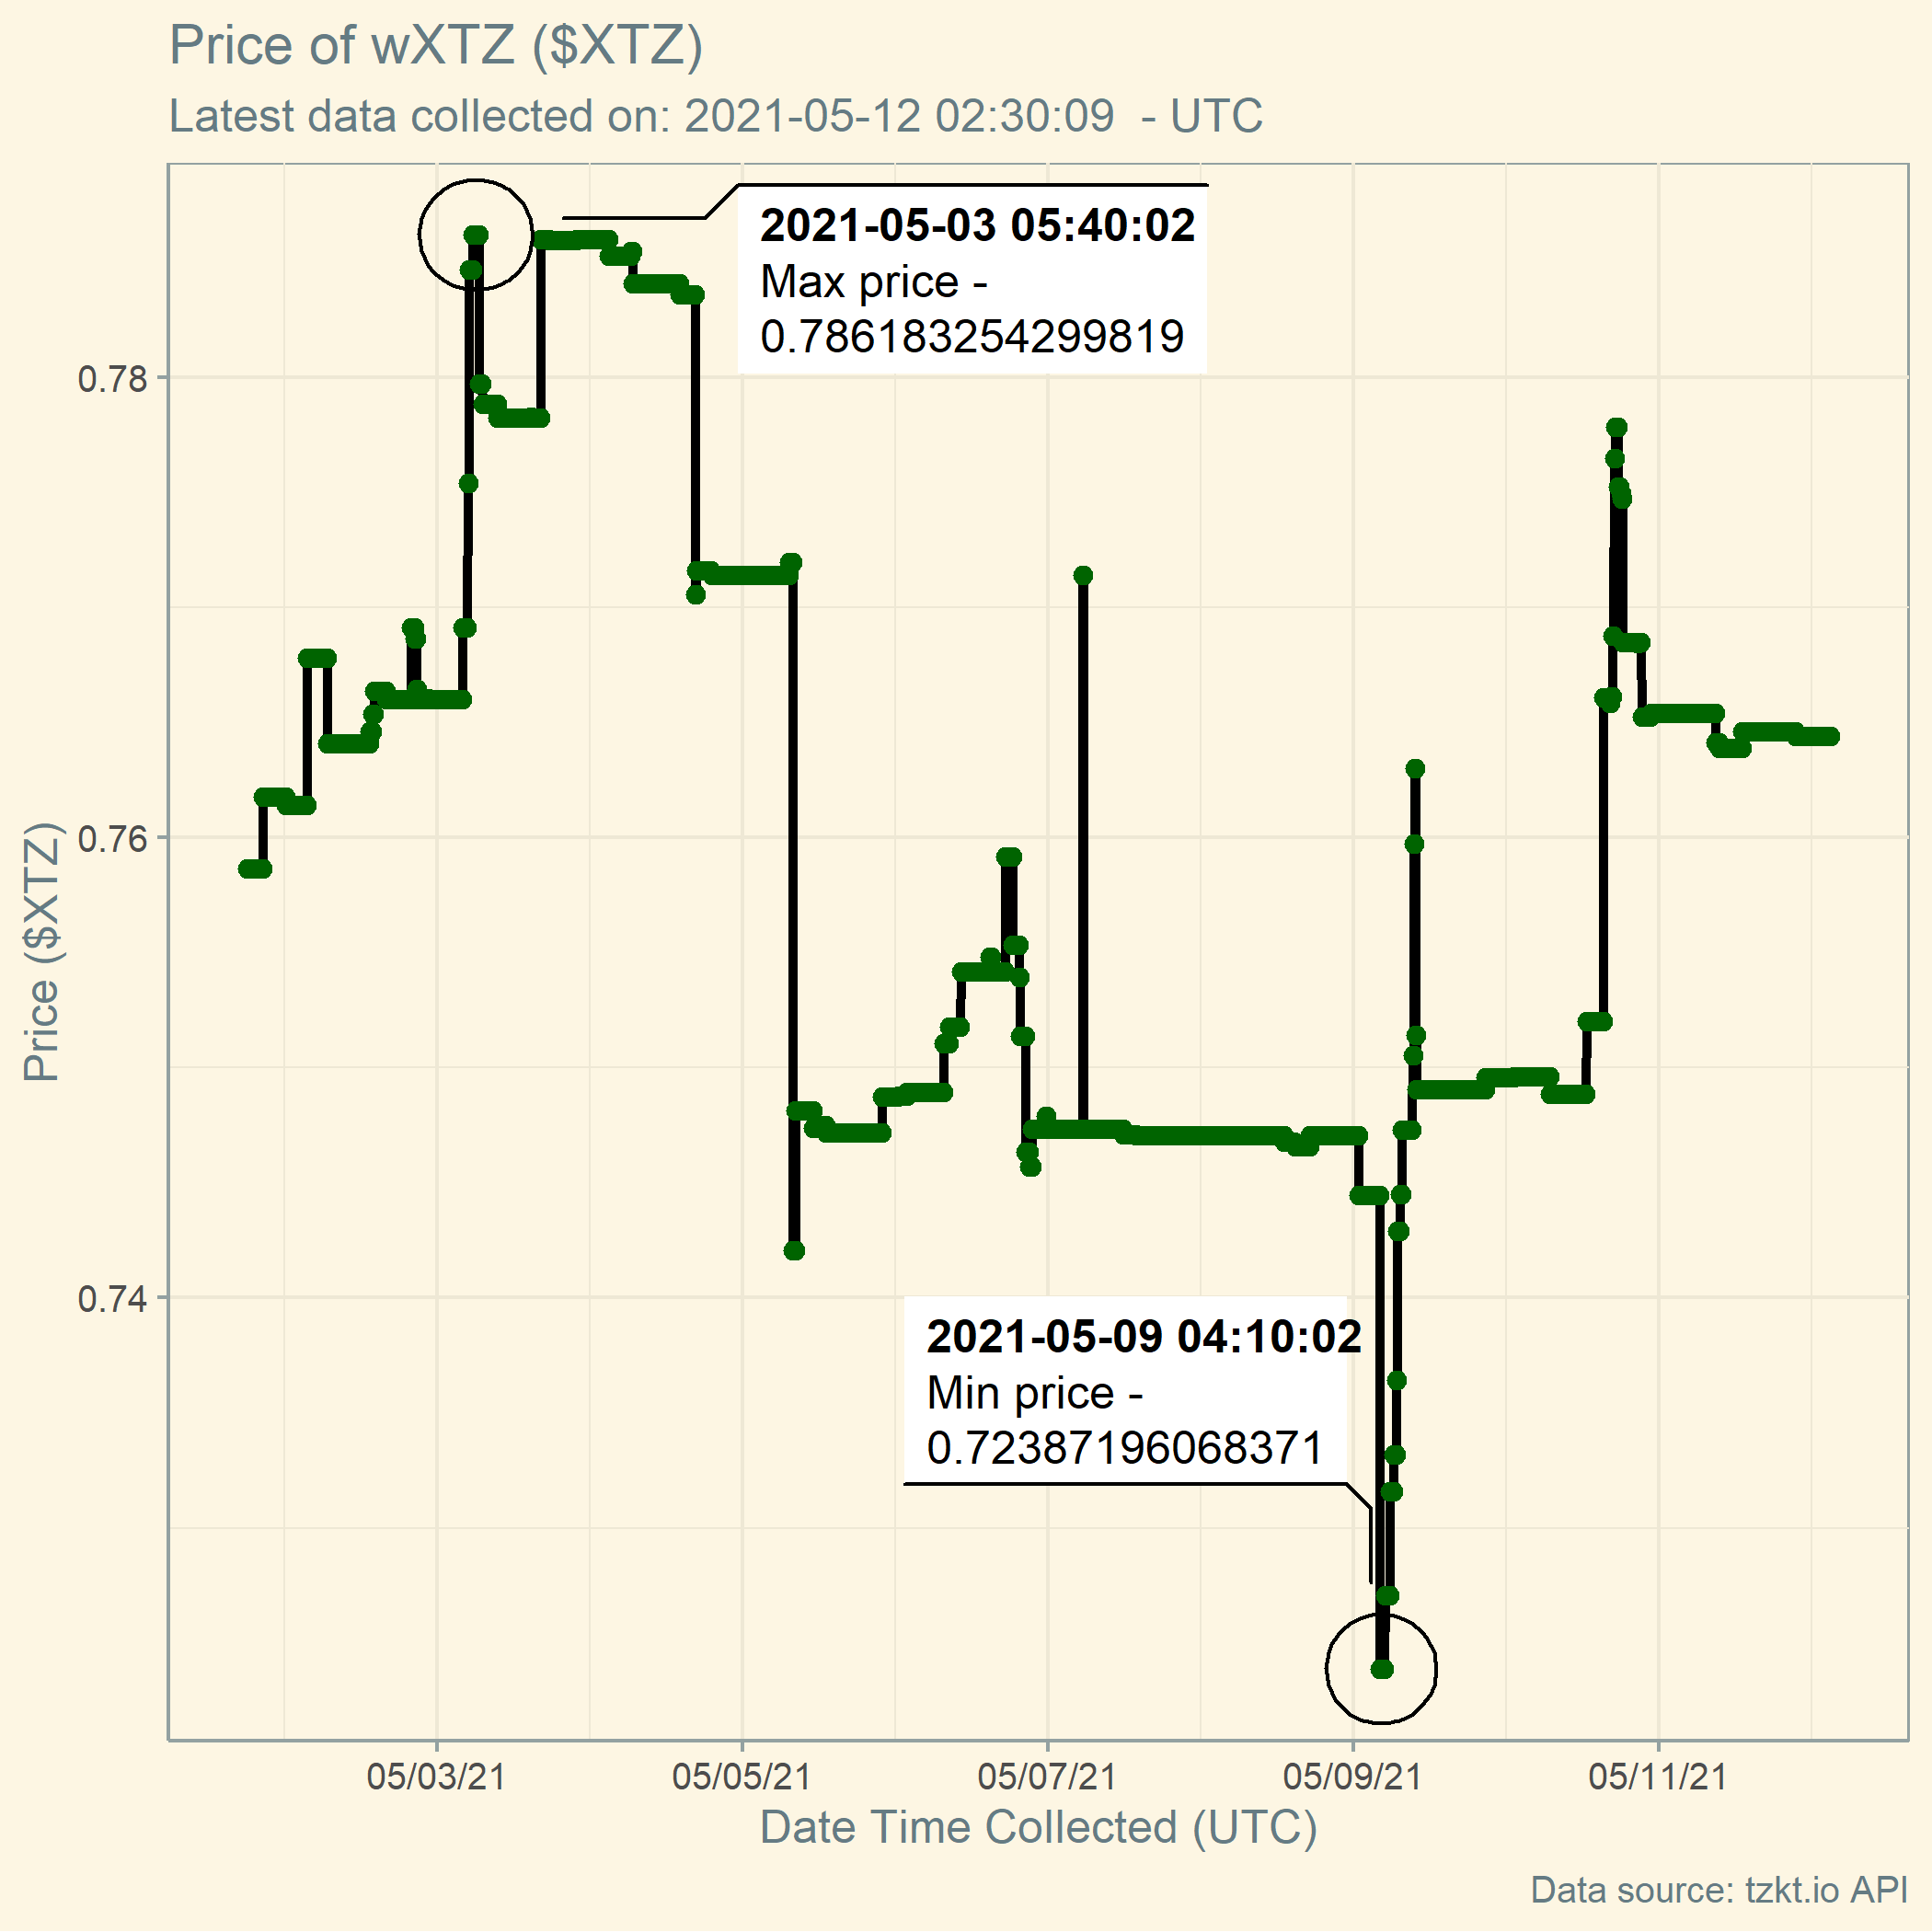 Price of wXTZ ($XTZ)
Latest data collected on: 2021-05-12 02:30:09  - UTC
2021-05-03 05:40:02
Max price -
0.786183254299819
0.78
0.76
0.74
Price ($XTZ)
2021-05-09 04:10:02
Min price -
0.72387196068371
05/03/21
05/05/21
05/07/21
05/09/21
05/11/21
Date Time Collected (UTC)
Data source: tzkt.io API